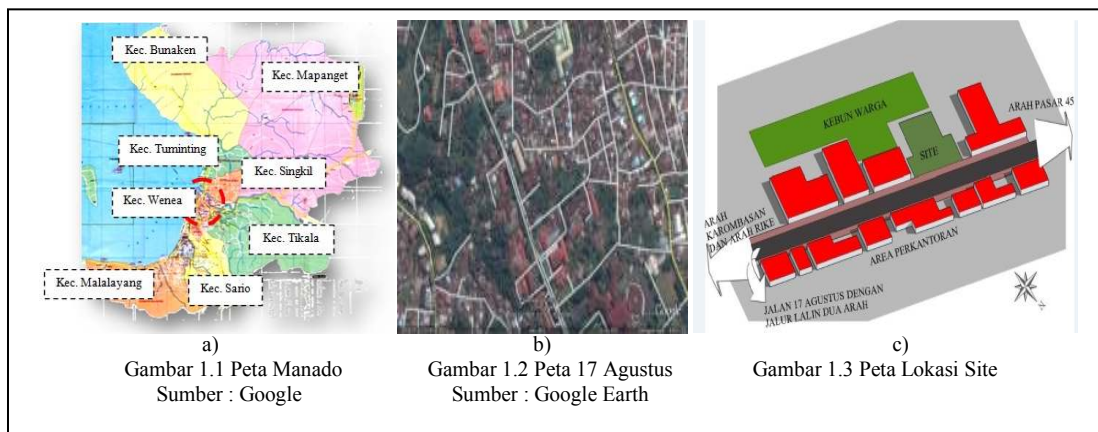 Kec. Bunaken
Kec. Mapanget
Kec. Tuminting
Kec. Singkil
Kec. Wenea
Kec. Tikala
Kec. Malalayang
Kec. Sario
a)
Gambar 1.1 Peta Manado
Sumber : Google
b)
Gambar 1.2 Peta 17 Agustus
Sumber : Google Earth
ARAH PASAR 45
KEBUN WARGA
SITE
ARAH
KAROMBASAN
DAN ARAH RIKE
AREA PERKANTORAN
JALAN 17 AGUSTUS DENGAN
JALUR LALIN DUA ARAH
c)
Gambar 1.3 Peta Lokasi Site